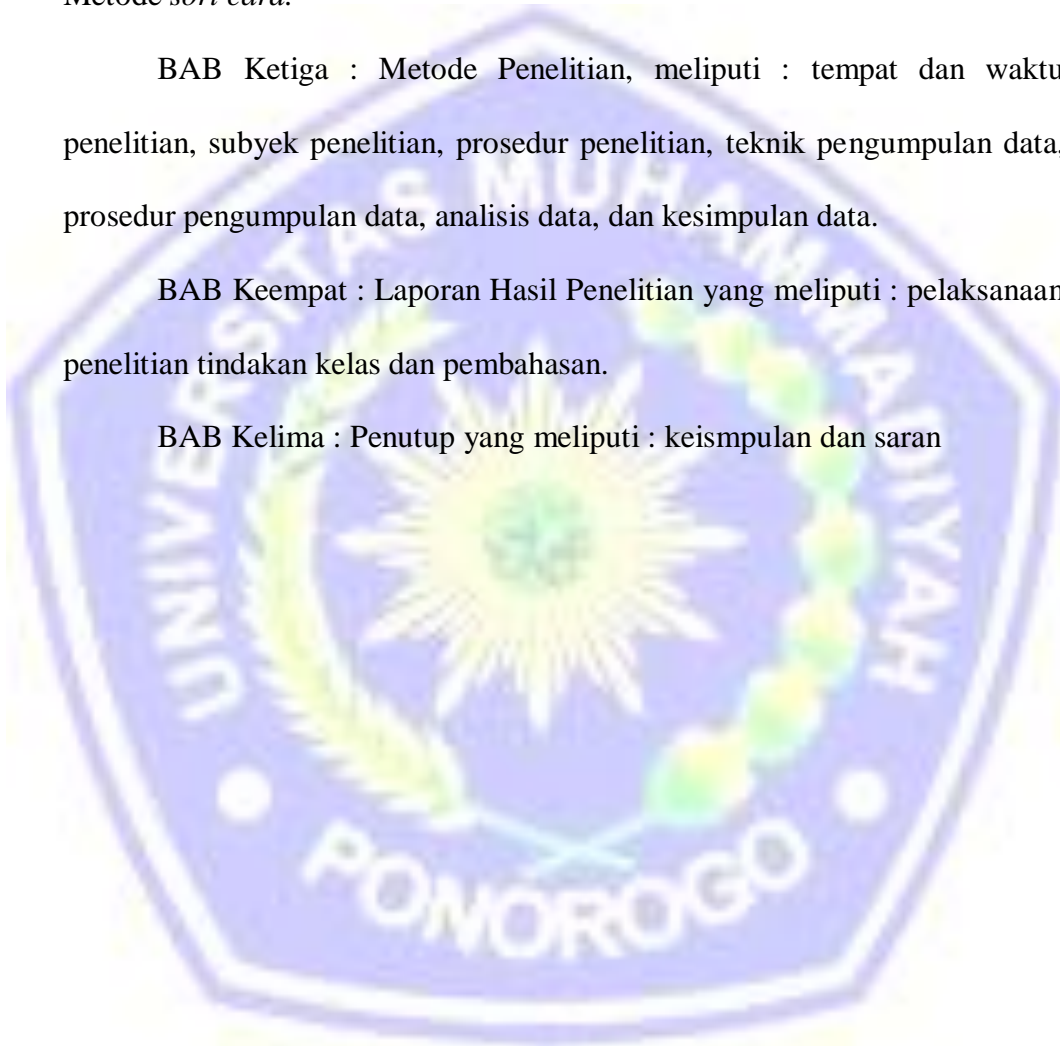 Metode sort card.
BAB Ketiga : Metode Penelitian, meliputi : tempat dan waktu
penelitian, subyek penelitian, prosedur penelitian, teknik pengumpulan data,
prosedur pengumpulan data, analisis data, dan kesimpulan data.
BAB Keempat : Laporan Hasil Penelitian yang meliputi : pelaksanaan
penelitian tindakan kelas dan pembahasan.
BAB Kelima : Penutup yang meliputi : keismpulan dan saran
UNIVERSITAS MUHAMMADIYAH
PONOROGO